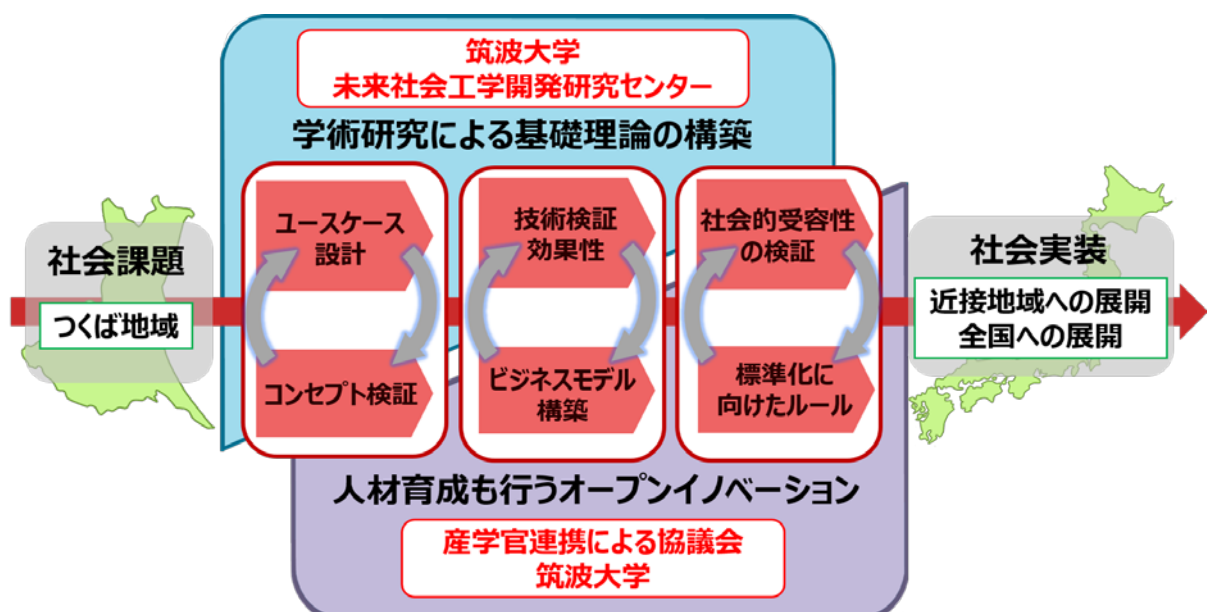 筑波大学
未来社会工学開発研究センター
学術研究による基礎理論の構築
社会課題
つくば地域
ユースケース
設計
コンセプト検証
技術検証
効果性
ビジネスモデル
構築
社会的受容性
の検証
標準化に
向けたルール
社会実装
近接地域への展開
全国への展開
人材育成も行うオープンイノベーション
産学官連携による協議会
筑波大学